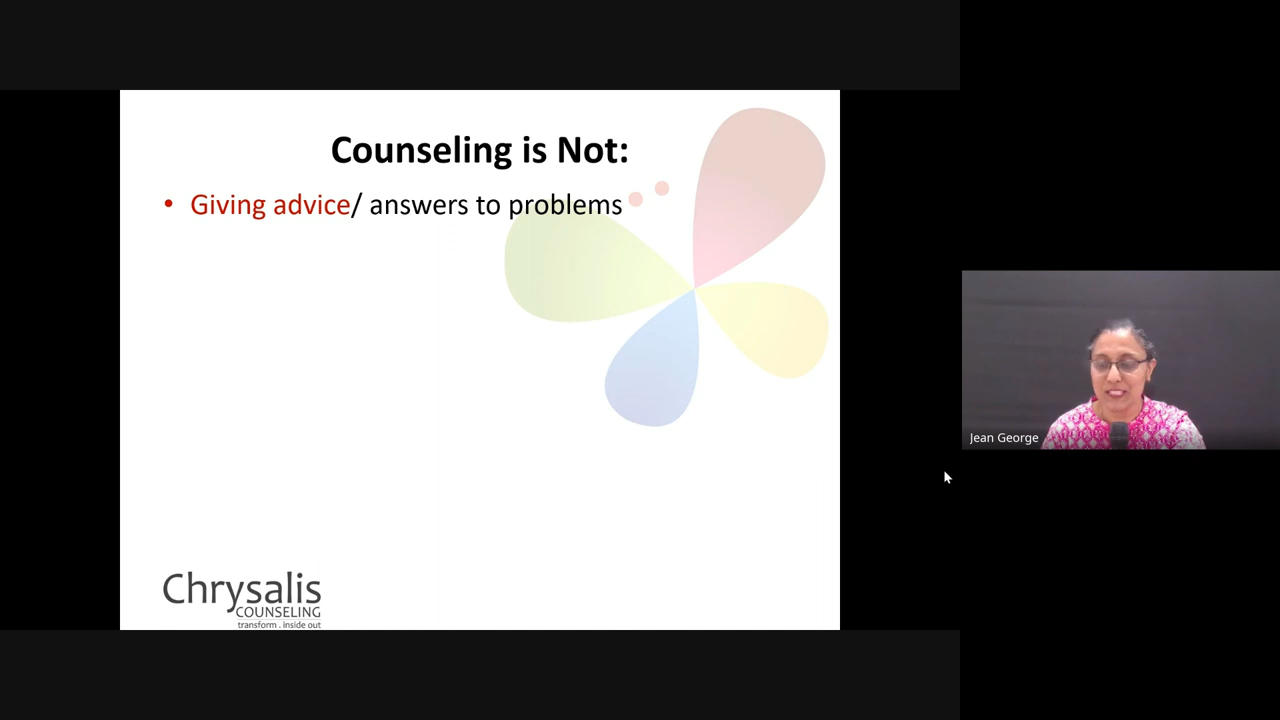 Counseling is Not:
• Giving advice/ answers to problems
Chrysalis
COUNSELING
transform . inside out
Jean George